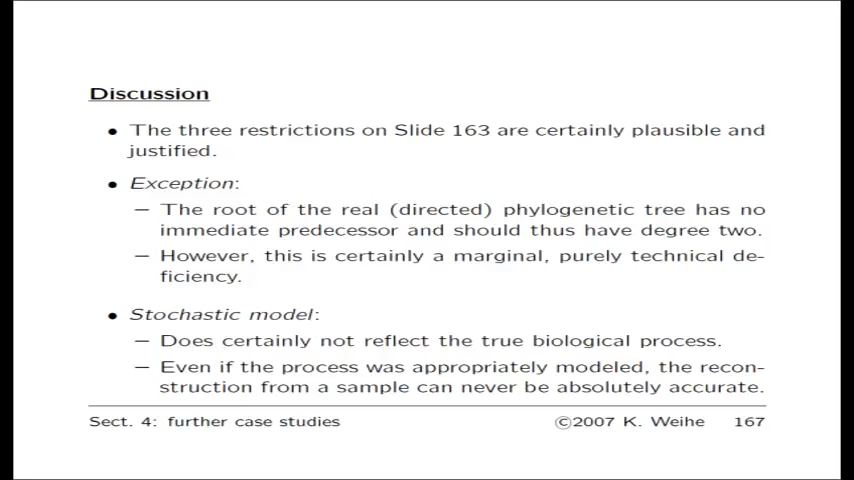 Discussion
• The three restrictions on Slide 163 are certainly plausible and
justified.
• Exception:
– The root of the real (directed) phylogenetic tree has no
immediate predecessor and should thus have degree two.
– However, this is certainly a marginal, purely technical de-
ficiency.
• Stochastic model:
– Does certainly not reflect the true biological process.
– Even if the process was appropriately modeled, the recon-
struction from a sample can never be absolutely accurate.
Sect. 4: further case studies ©2007 K. Weihe 167